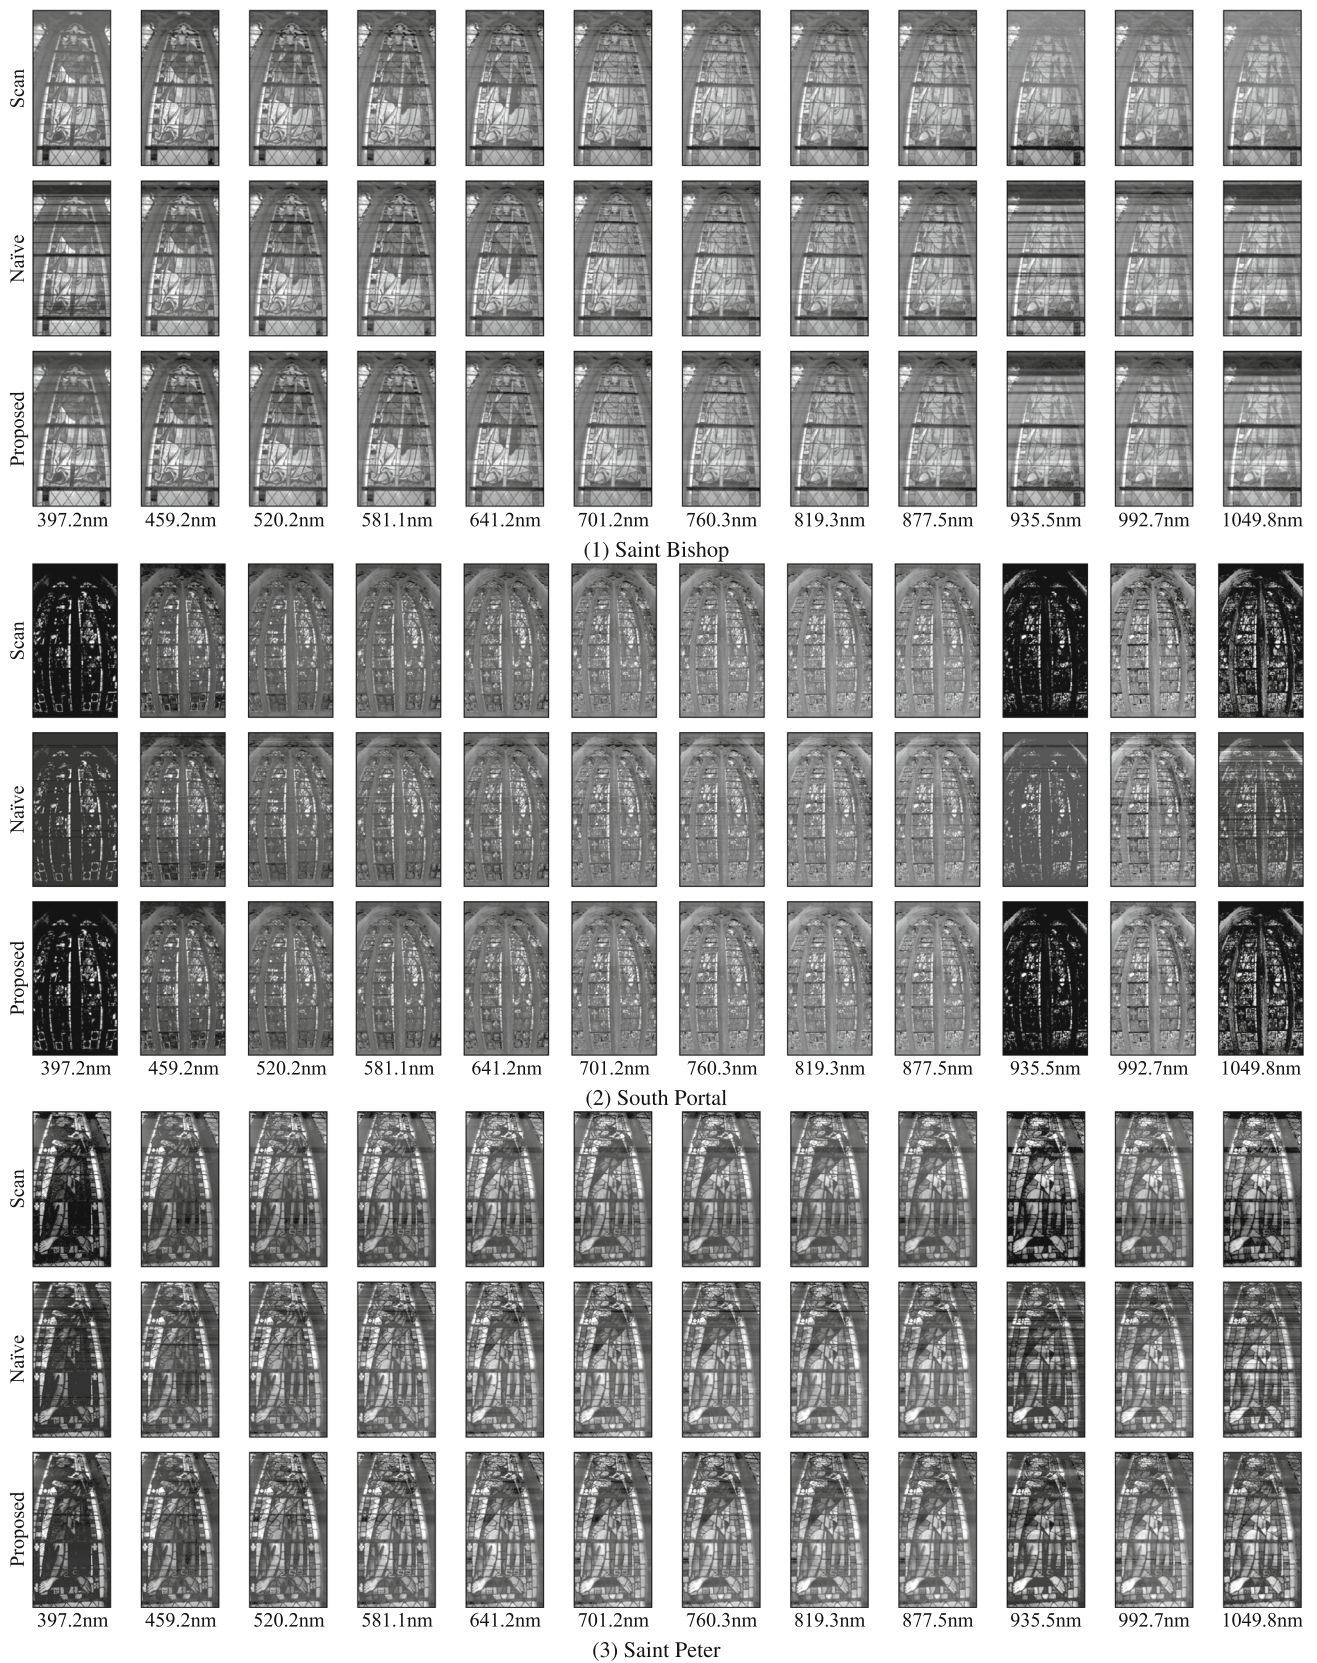 Scan
Naïve
Proposed
397.2nm 459.2nm 520.2nm 581.1nm 641.2nm 701.2nm 760.3nm 819.3nm 877.5nm 935.5nm 992.7nm 1049.8nm
(1) Saint Bishop
Scan
Naïve
Proposed
397.2nm 459.2nm 520.2nm 581.1nm 641.2nm 701.2nm 760.3nm 819.3nm 877.5nm 935.5nm 992.7nm 1049.8nm
(2) South Portal
Scan
Naïve
Proposed
397.2nm 459.2nm 520.2nm 581.1nm 641.2nm 701.2nm 760.3nm 819.3nm 877.5nm 935.5nm 992.7nm 1049.8nm
(3) Saint Peter